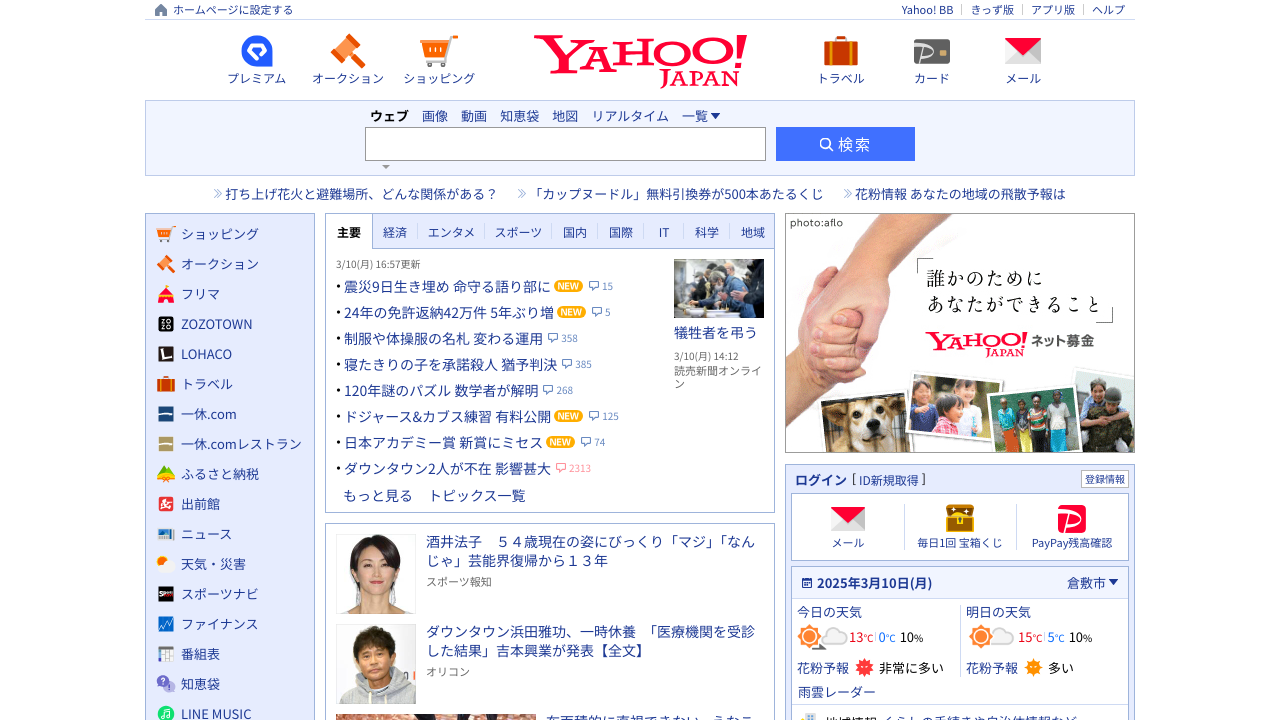 ホームページに設定する
Yahoo! BB
きっず版
アプリ版
ヘルプ
プレミアム
オークション
ショッピング
YAHOO!
JAPAN
トラベル
カード
メール
ウェブ 画像 動画 知恵袋 地図 リアルタイム 一覧
検索
打ち上げ花火と避難場所、どんな関係がある?
「カップヌードル」無料引換券が500本あたるくじ
花粉情報 あなたの地域の飛散予報は
ショッピング
オークション
フリマ
ZOZOTOWN
LOHACO
トラベル
一休.com
一休.comレストラン
ふるさと納税
出前館
ニュース
天気・災害
スポーツナビ
ファイナンス
番組表
知恵袋
LINE MUSIC
主要 経済 エンタメ スポーツ 国内 国際 IT 科学 地域
3/10(月) 16:57更新
震災9日生き埋め 命守る語り部に NEW 15
24年の免許返納42万件 5年ぶり増 NEW 5
制服や体操服の名札 変わる運用 358
寝たきりの子を承諾殺人 猶予判決 385
120年謎のパズル 数学者が解明 268
ドジャース&カブス練習 有料公開 NEW 125
日本アカデミー賞 新賞にミセス NEW 74
ダウンタウン2人が不在 影響甚大 2313
もっと見る トピックス一覧
犠牲者を弔う
3/10(月) 14:12
読売新聞オンライ
ン
酒井法子 ５４歳現在の姿にびっくり「マジ」「なん
じゃ」芸能界復帰から１３年
スポーツ報知
ダウンタウン浜田雅功、一時休養 「医療機関を受診
した結果」吉本興業が発表【全文】
オリコン
photo:aflo
誰かのために
あなたができること
YAHOO! JAPAN ネット募金
ログイン [ ID新規取得 ]
登録情報
メール
毎日1回 宝箱くじ
PayPay残高確認
2025年3月10日(月)
倉敷市
今日の天気
13℃ 0℃ 10%
花粉予報 非常に多い
明日の天気
15℃ 5℃ 10%
花粉予報 多い
雨雲レーダー